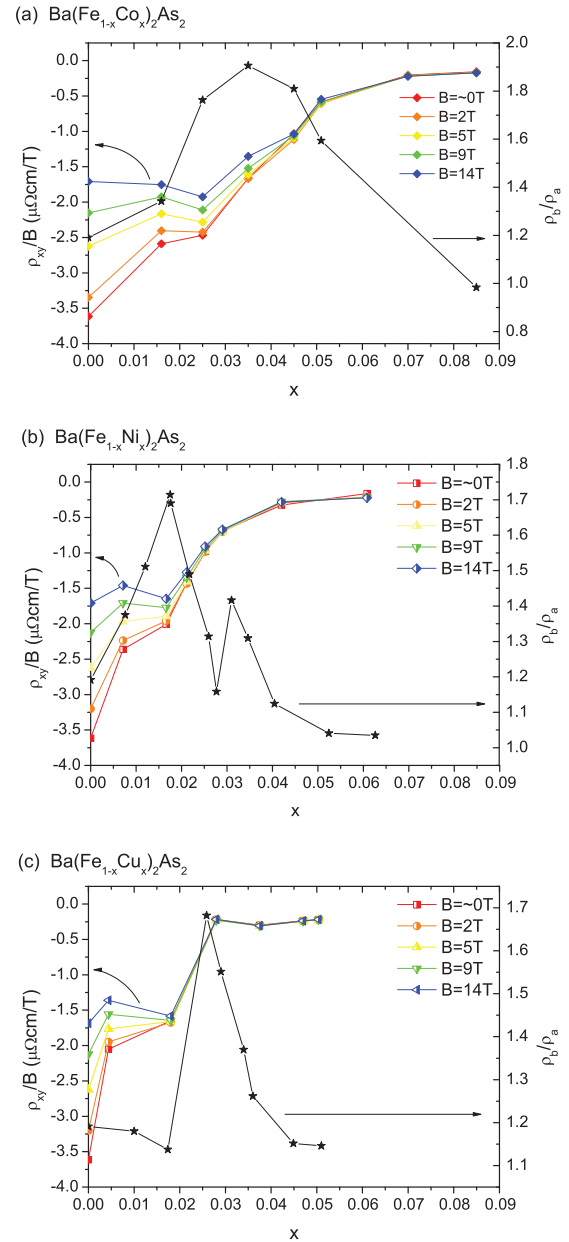 (a) Ba(Fe1-xCox)2As2
0.0
-0.5
-1.0
-1.5
-2.0
-2.5
-3.0
-3.5
-4.0
ρxy/B (μΩcm/T)
B=~0T
B=2T
B=5T
B=9T
B=14T
2.0
1.8
1.6
1.4
1.2
1.0
0.8
ρb/ρa
0.00 0.01 0.02 0.03 0.04 0.05 0.06 0.07 0.08 0.09
x
(b) Ba(Fe1-xNix)2As2
0.0
-0.5
-1.0
-1.5
-2.0
-2.5
-3.0
-3.5
-4.0
ρxy/B (μΩcm/T)
B=~0T
B=2T
B=5T
B=9T
B=14T
1.8
1.7
1.6
1.5
1.4
1.3
1.2
1.1
1.0
ρb/ρa
0.00 0.01 0.02 0.03 0.04 0.05 0.06 0.07 0.08 0.09
x
(c) Ba(Fe1-xCux)2As2
0.0
-0.5
-1.0
-1.5
-2.0
-2.5
-3.0
-3.5
-4.0
ρxy/B (μΩcm/T)
B=~0T
B=2T
B=5T
B=9T
B=14T
1.7
1.6
1.5
1.4
1.3
1.2
1.1
ρb/ρa
0.00 0.01 0.02 0.03 0.04 0.05 0.06 0.07 0.08 0.09
x